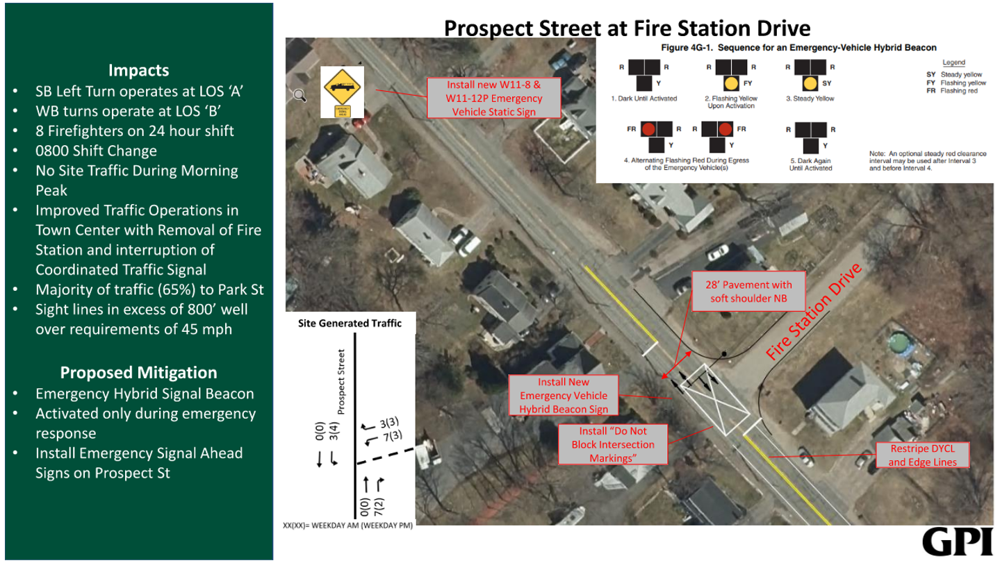 Prospect Street at Fire Station Drive
Impacts
• SB Left Turn operates at LOS ‘A’
• WB turns operate at LOS ‘B’
• 8 Firefighters on 24 hour shift
• 0800 Shift Change
• No Site Traffic During Morning
Peak
• Improved Traffic Operations in
Town Center with Removal of Fire
Station and interruption of
Coordinated Traffic Signal
• Majority of traffic (65%) to Park St
• Sight lines in excess of 800’ well
over requirements of 45 mph
Proposed Mitigation
• Emergency Hybrid Signal Beacon
• Activated only during emergency
response
• Install Emergency Signal Ahead
Signs on Prospect St
EMERGENCY
SIGNAL
AHEAD
Install new W11-8 &
W11-12P Emergency
Vehicle Static Sign
Figure 4G-1. Sequence for an Emergency-Vehicle Hybrid Beacon
R R
Y
1. Dark Until Activated
R R
FY
2. Flashing Yellow
Upon Activation
R R
SY
3. Steady Yellow
Legend
SY Steady yellow
FY Flashing yellow
FR Flashing red
FR R
Y
R FR
Y
4. Alternating Flashing Red During Egress
of the Emergency Vehicle(s)
R R
Y
5. Dark Again
Until Activated
Note: An optional steady red clearance
interval may be used after Interval 3
and before Interval 4.
28’ Pavement with
soft shoulder NB
Fire Station Drive
Install New
Emergency Vehicle
Hybrid Beacon Sign
Install “Do Not
Block Intersection
Markings”
Restripe DYCL
and Edge Lines
Site Generated Traffic
Prospect Street
0(0)
3(4)
3(3)
7(3)
0(0)
7(2)
XX(XX)= WEEKDAY AM (WEEKDAY PM)
GPI